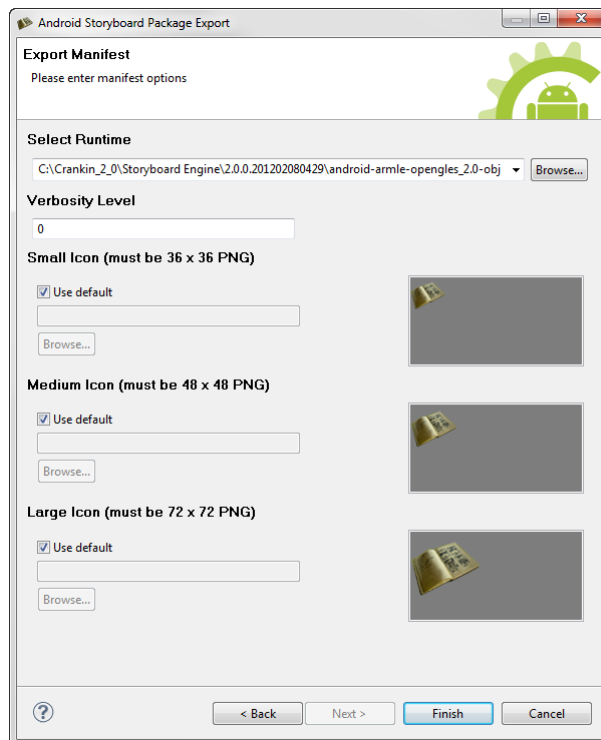 Android Storyboard Package Export
Export Manifest
Please enter manifest options
Select Runtime
C:\Crankin_2_0\Storyboard Engine\2.0.0.201202080429\android-armle-opengles_2.0-obj
Browse...
Verbosity Level
0
Small Icon (must be 36 x 36 PNG)
Use default
Browse...
Medium Icon (must be 48 x 48 PNG)
Use default
Browse...
Large Icon (must be 72 x 72 PNG)
Use default
Browse...
?
< Back
Next >
Finish
Cancel